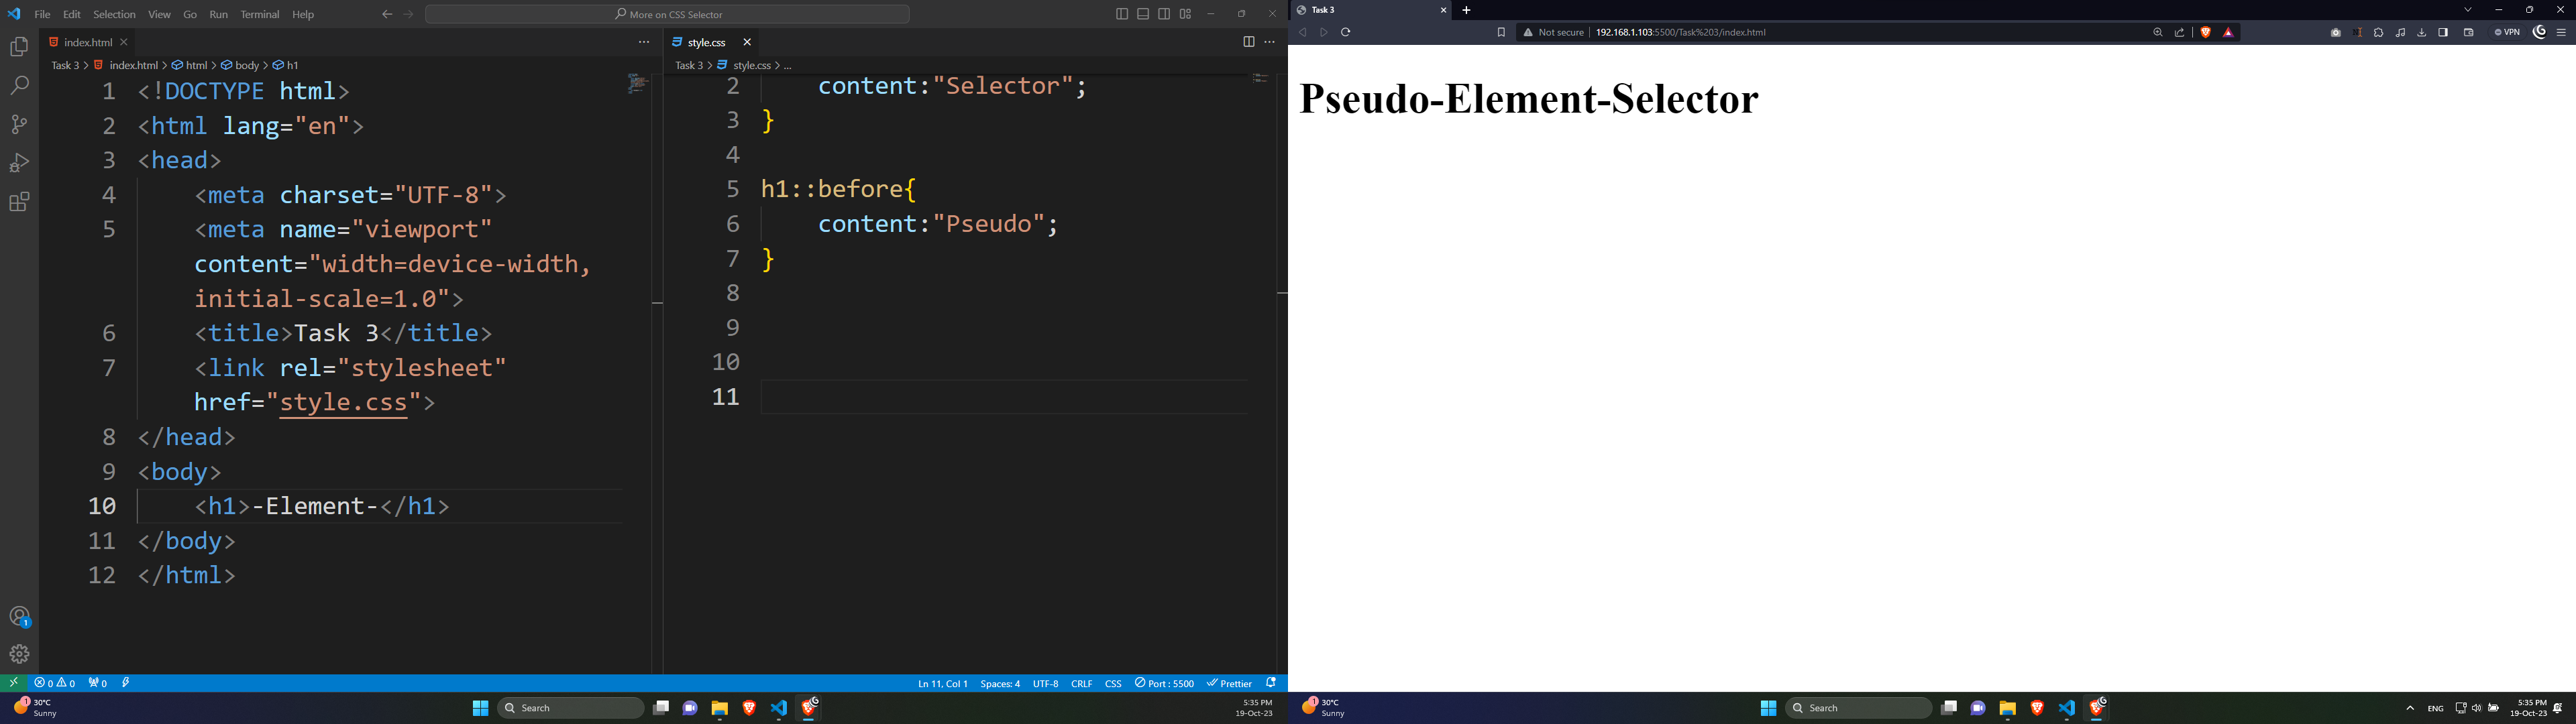 File Edit Selection View Go Run Terminal Help
More on CSS Selector
index.html
Task 3 > index.html > html > body > h1
1 <!DOCTYPE html>
2 <html lang="en">
3 <head>
4 <meta charset="UTF-8">
5 <meta name="viewport"
content="width=device-width,
initial-scale=1.0">
6 <title>Task 3</title>
7 <link rel="stylesheet"
href="style.css">
8 </head>
9 <body>
10 <h1>-Element-</h1>
11 </body>
12 </html>
style.css
Task 3 > style.css > ...
2 content:"Selector";
3 }
4
5 h1::before{
6 content:"Pseudo";
7 }
8
9
10
11
1
0 0 0
Ln 11, Col 1 Spaces: 4 UTF-8 CRLF CSS Port : 5500 Prettier
1
30°C
Sunny
Search
5:35 PM
19-Oct-23
Task 3
Not secure 192.168.1.103:5500/Task%203/index.html
VPN
Pseudo-Element-Selector
1
30°C
Sunny
Search
ENG
5:35 PM
19-Oct-23